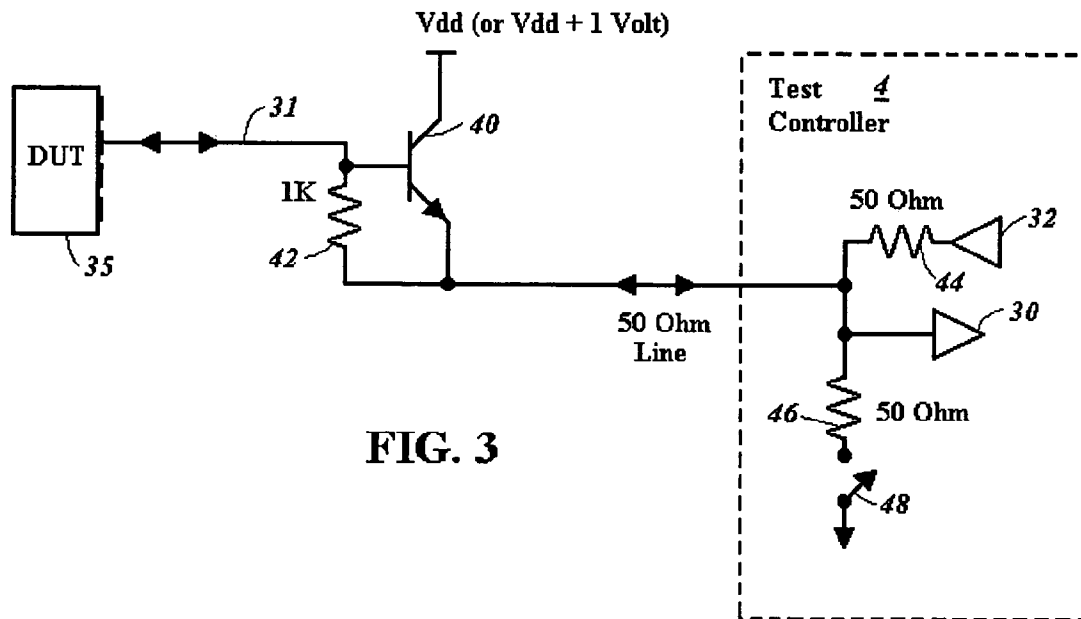 Vdd (or Vdd + 1 Volt)
Test 4
Controller
31
40
DUT
1K
50 Ohm
32
42
44
35
30
50 Ohm
Line
46
50 Ohm
FIG. 3
48